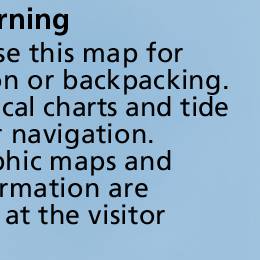 rning
se this map for
on or backpacking.
cal charts and tide
r navigation.
phic maps and
rmation are
at the visitor